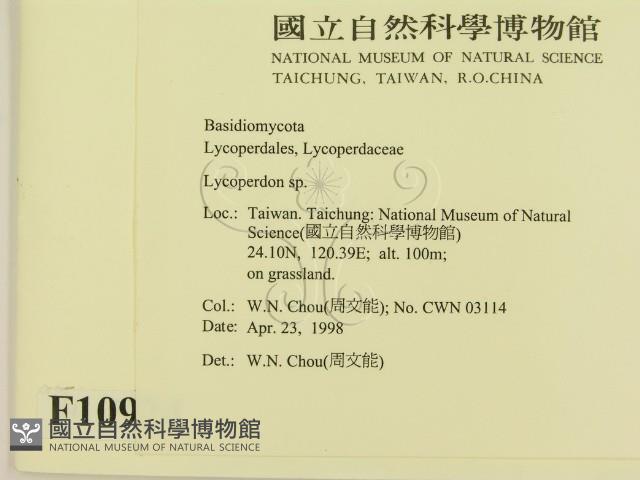 國立自然科學博物館
NATIONAL MUSEUM OF NATURAL SCIENCE
TAICHUNG, TAIWAN, R.O.CHINA
Basidiomycota
Lycoperdales, Lycoperdaceae
Lycoperdon sp.
Loc.: Taiwan. Taichung: National Museum of Natural
Science(國立自然科學博物館)
24.10N, 120.39E; alt. 100m;
on grassland.
Col.: W.N. Chou(周文能); No. CWN 03114
Date: Apr. 23, 1998
Det.: W.N. Chou(周文能)
F109
國立自然科學博物館
NATIONAL MUSEUM OF NATURAL SCIENCE